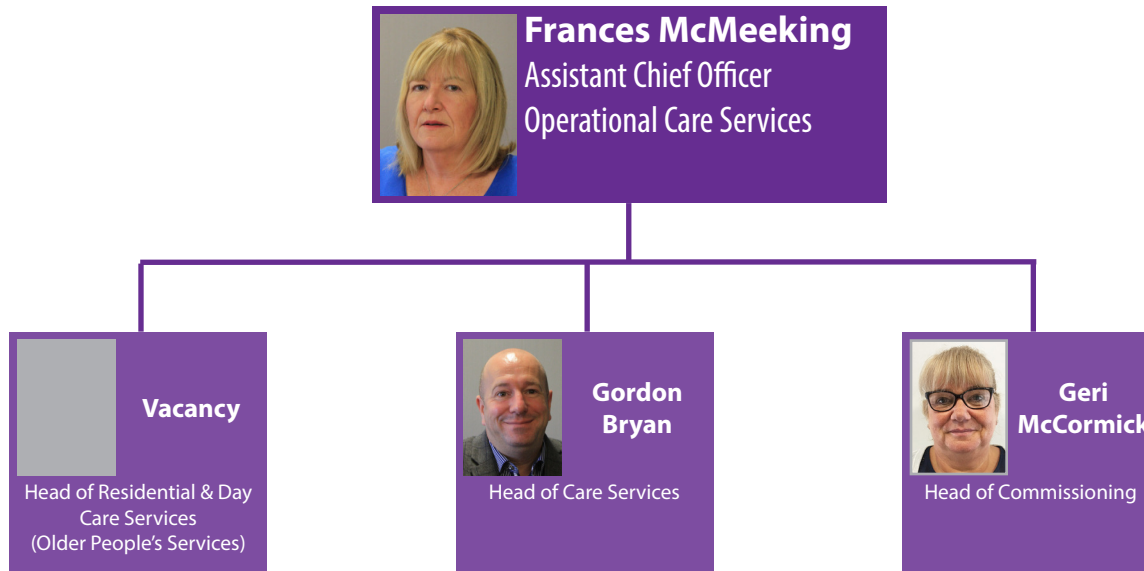 Frances McMeeking
Assistant Chief Officer
Operational Care Services
Vacancy
Head of Residential & Day
Care Services
(Older People's Services)
Gordon
Bryan
Head of Care Services
Geri
McCormick
Head of Commissioning